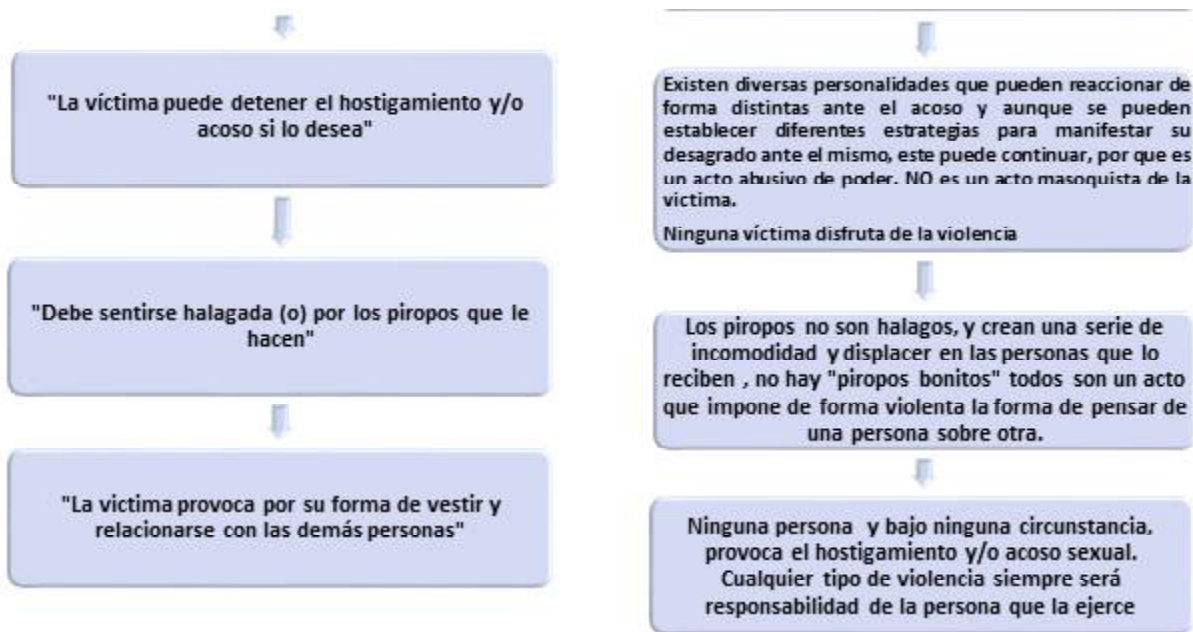 "La víctima puede detener el hostigamiento y/o
acoso si lo desea"
"Debe sentirse halagada (o) por los piropos que le
hacen"
"La victima provoca por su forma de vestir y
relacionarse con las demás personas"
Existen diversas personalidades que pueden reaccionar de
forma distintas ante el acoso y aunque se pueden
establecer diferentes estrategias para manifestar su
desagrado ante el mismo, este puede continuar, por que es
un acto abusivo de poder. NO es un acto masoquista de la
victima.
Ninguna víctima disfruta de la violencia
Los piropos no son halagos, y crean una serie de
incomodidad y displacer en las personas que lo
reciben , no hay "piropos bonitos" todos son un acto
que impone de forma violenta la forma de pensar de
una persona sobre otra.
Ninguna persona y bajo ninguna circunstancia,
provoca el hostigamiento y/o acoso sexual.
Cualquier tipo de violencia siempre será
responsabilidad de la persona que la ejerce